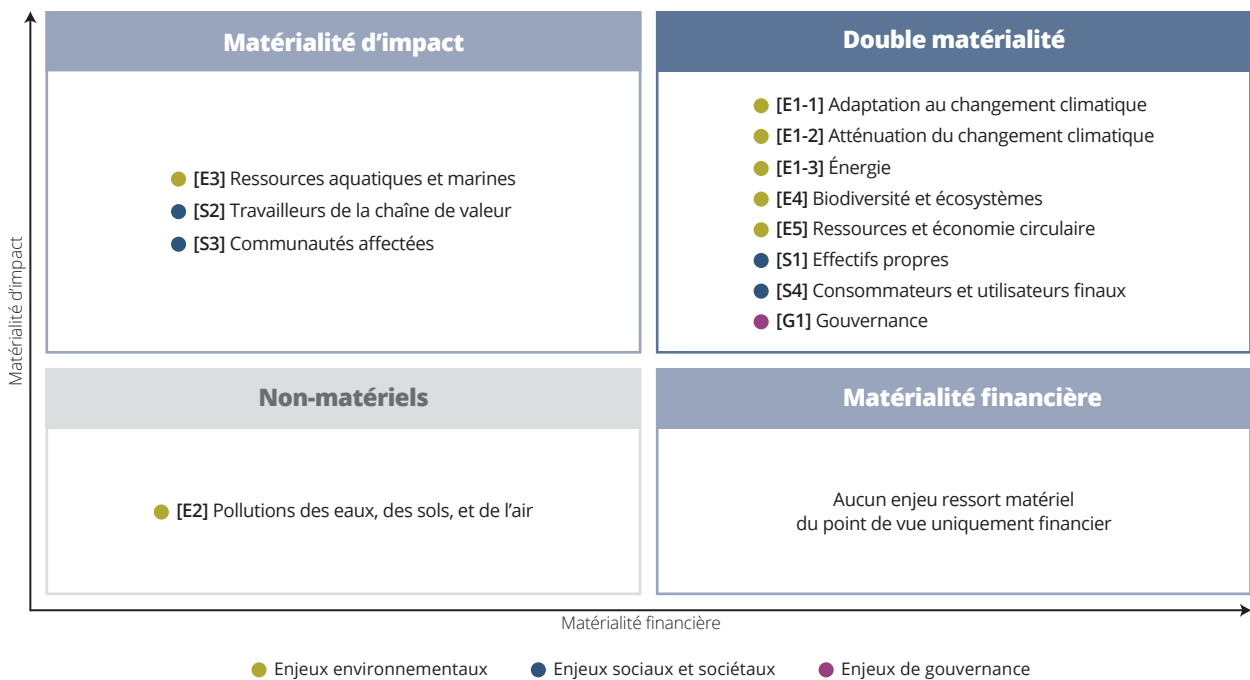 Matérialité d'impact
[E3] Ressources aquatiques et marines
[S2] Travailleurs de la chaîne de valeur
[S3] Communautés affectées
Double matérialité
[E1-1] Adaptation au changement climatique
[E1-2] Atténuation du changement climatique
[E1-3] Énergie
[E4] Biodiversité et écosystèmes
[E5] Ressources et économie circulaire
[S1] Effectifs propres
[S4] Consommateurs et utilisateurs finaux
[G1] Gouvernance
Matérialité d'impact
Non-matériels
[E2] Pollutions des eaux, des sols, et de l'air
Matérialité financière
Aucun enjeu ressort matériel
du point de vue uniquement financier
Matérialité financière
Enjeux environnementaux
Enjeux sociaux et sociétaux
Enjeux de gouvernance